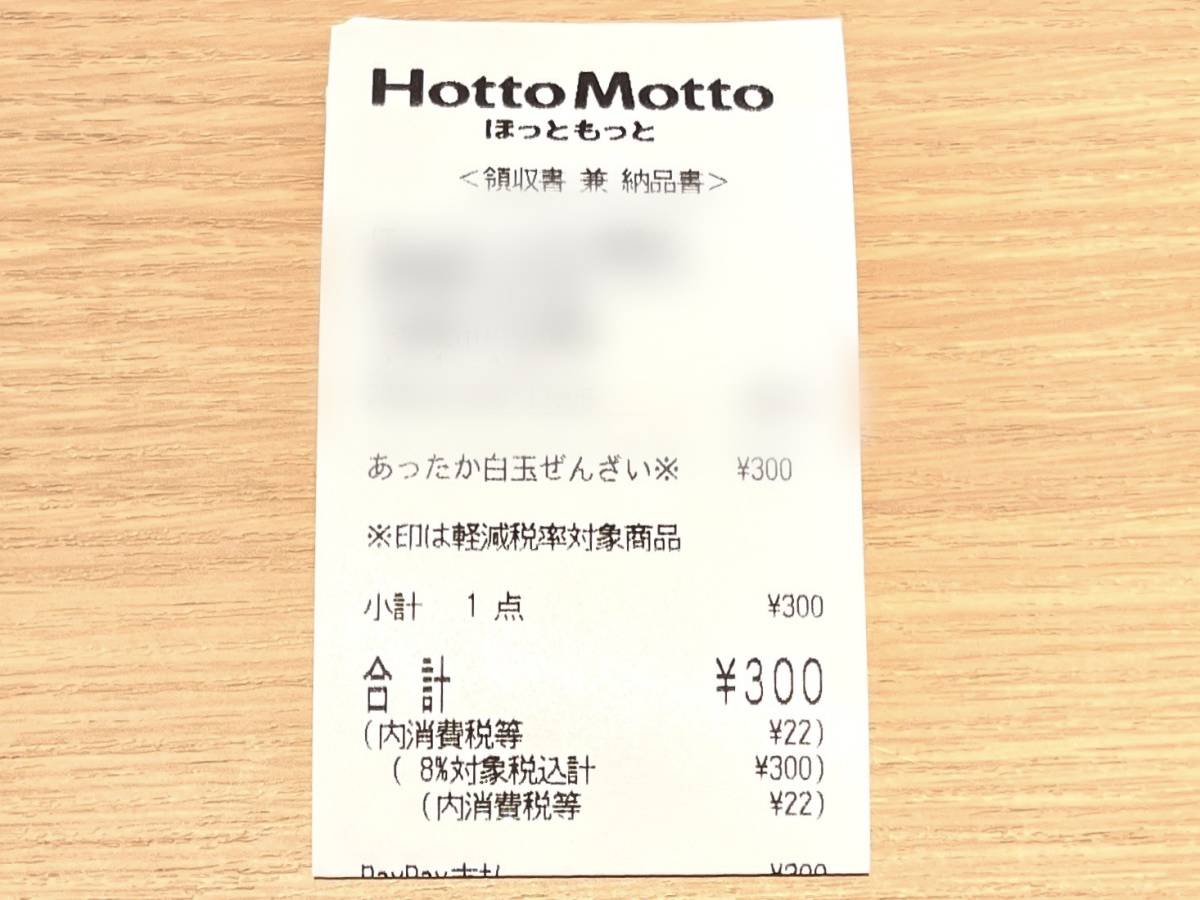 HottoMotto
ほっともっと
＜領収書 兼 納品書＞
あったか白玉ぜんざい※ ¥300
※印は軽減税率対象商品
小計 1 点 ¥300
合 計 ¥300
(内消費税等 ¥22)
( 8%対象税込計 ¥300)
(内消費税等 ¥22)